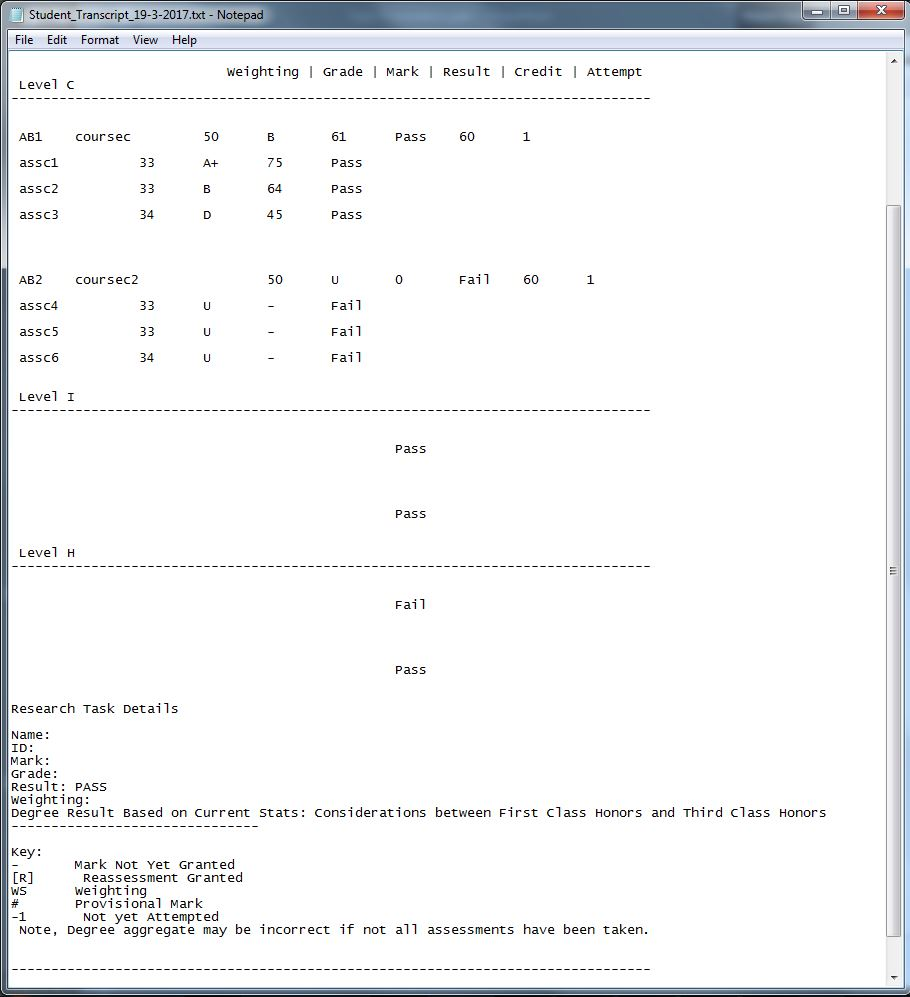 Student_Transcript_19-3-2017.txt - Notepad
File Edit Format View Help
Weighting | Grade | Mark | Result | Credit | Attempt
Level C
--------------------------------------------------------------------------------
AB1 coursec 50 B 61 Pass 60 1
assc1 33 A+ 75 Pass
assc2 33 B 64 Pass
assc3 34 D 45 Pass
AB2 coursec2 50 U 0 Fail 60 1
assc4 33 U - Fail
assc5 33 U - Fail
assc6 34 U - Fail
Level I
--------------------------------------------------------------------------------
Pass
Pass
Level H
--------------------------------------------------------------------------------
Fail
Pass
Research Task Details
Name:
ID:
Mark:
Grade:
Result: PASS
Weighting:
Degree Result Based on Current Stats: Considerations between First Class Honors and Third Class Honors
-------------------------------
Key:
- Mark Not Yet Granted
[R] Reassessment Granted
WS Weighting
# Provisional Mark
-1 Not yet Attempted
Note, Degree aggregate may be incorrect if not all assessments have been taken.
--------------------------------------------------------------------------------